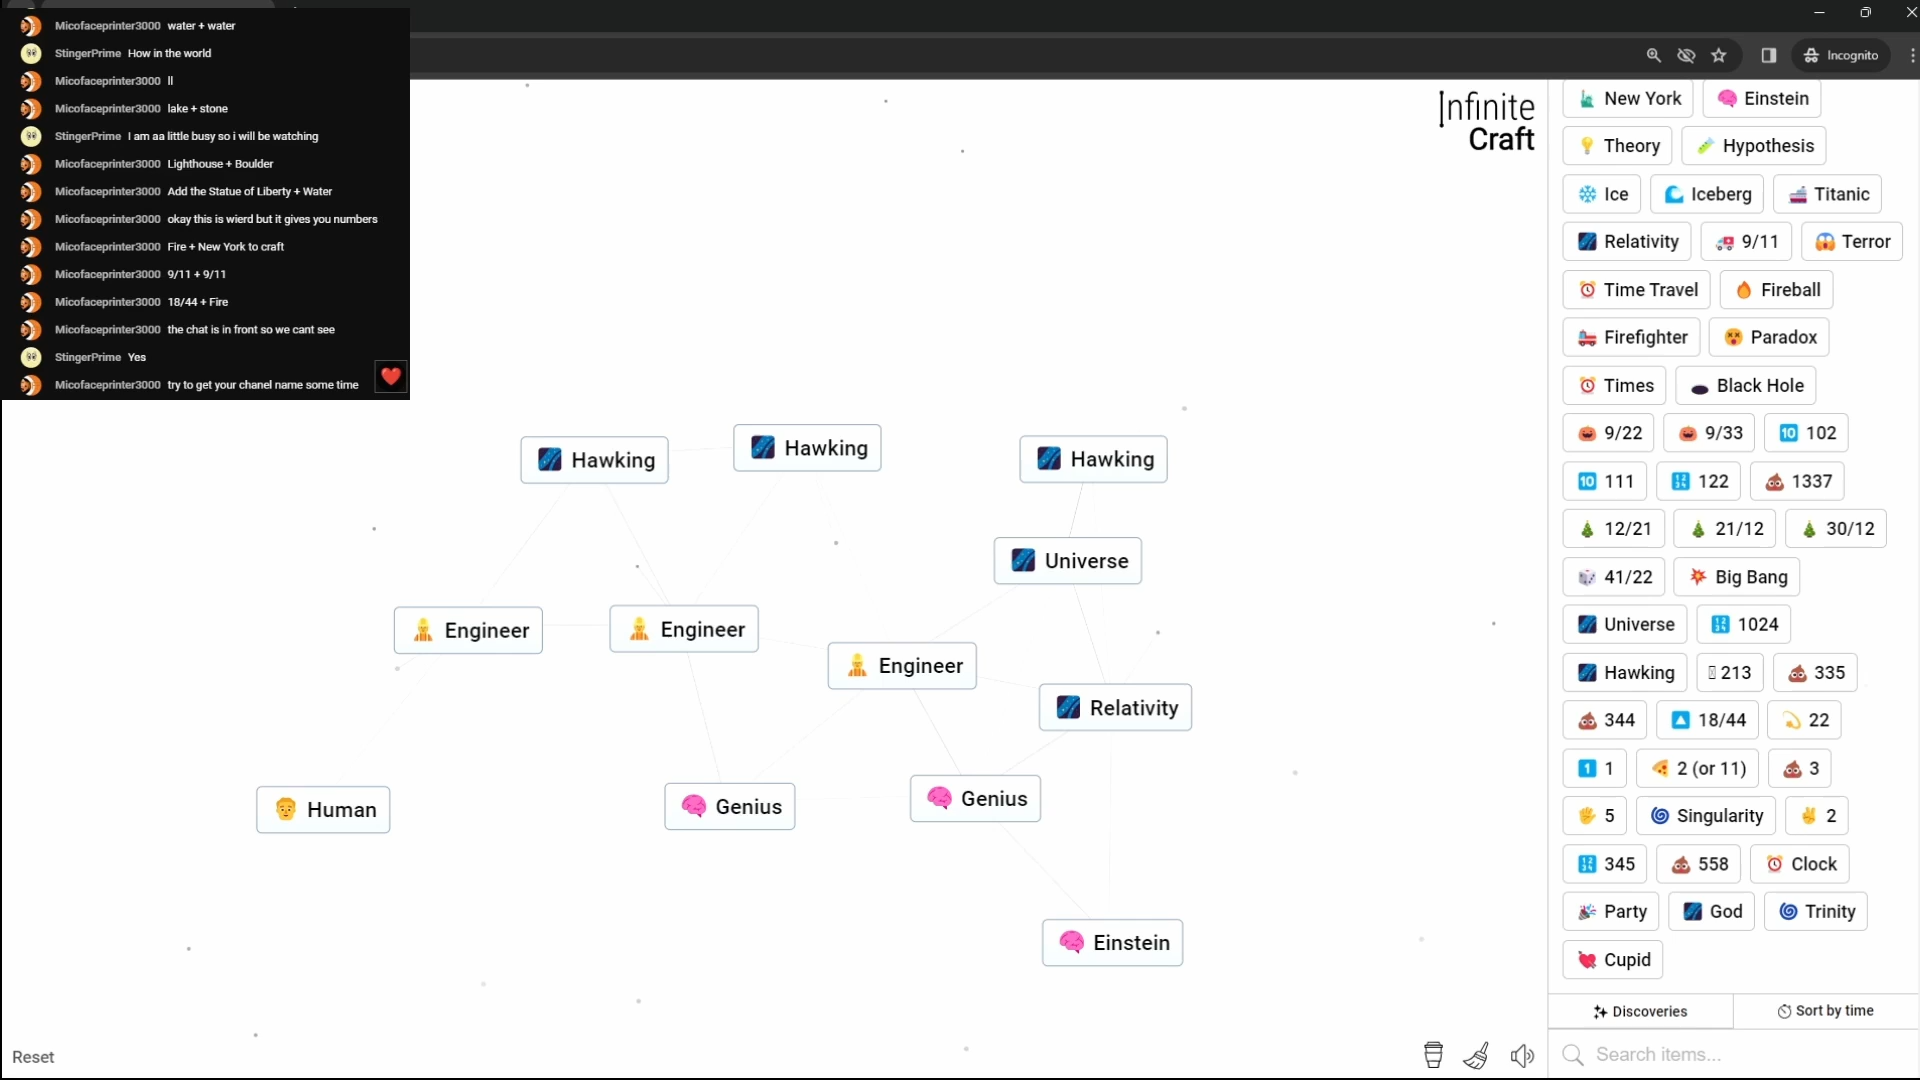 Micofaceprinter3000 water + water
StingerPrime How in the world
Micofaceprinter3000 ll
Micofaceprinter3000 lake + stone
StingerPrime I am aa little busy so i will be watching
Micofaceprinter3000 Lighthouse + Boulder
Micofaceprinter3000 Add the Statue of Liberty + Water
Micofaceprinter3000 okay this is wierd but it gives you numbers
Micofaceprinter3000 Fire + New York to craft
Micofaceprinter3000 9/11 + 9/11
Micofaceprinter3000 18/44 + Fire
Micofaceprinter3000 the chat is in front so we cant see
StingerPrime Yes
Micofaceprinter3000 try to get your chanel name some time
Incognito
Infinite
Craft
Hawking Hawking Hawking
Universe
Engineer Engineer
Engineer
Relativity
Human Genius Genius
Einstein
Reset
New York Einstein
Theory Hypothesis
Ice Iceberg Titanic
Relativity 9/11 Terror
Time Travel Fireball
Firefighter Paradox
Times Black Hole
9/22 9/33 102
111 122 1337
12/21 21/12 30/12
41/22 Big Bang
Universe 1024
Hawking 213 335
344 18/44 22
1 2 (or 11) 3
5 Singularity 2
345 558 Clock
Party God Trinity
Cupid
Discoveries Sort by time
Search items...